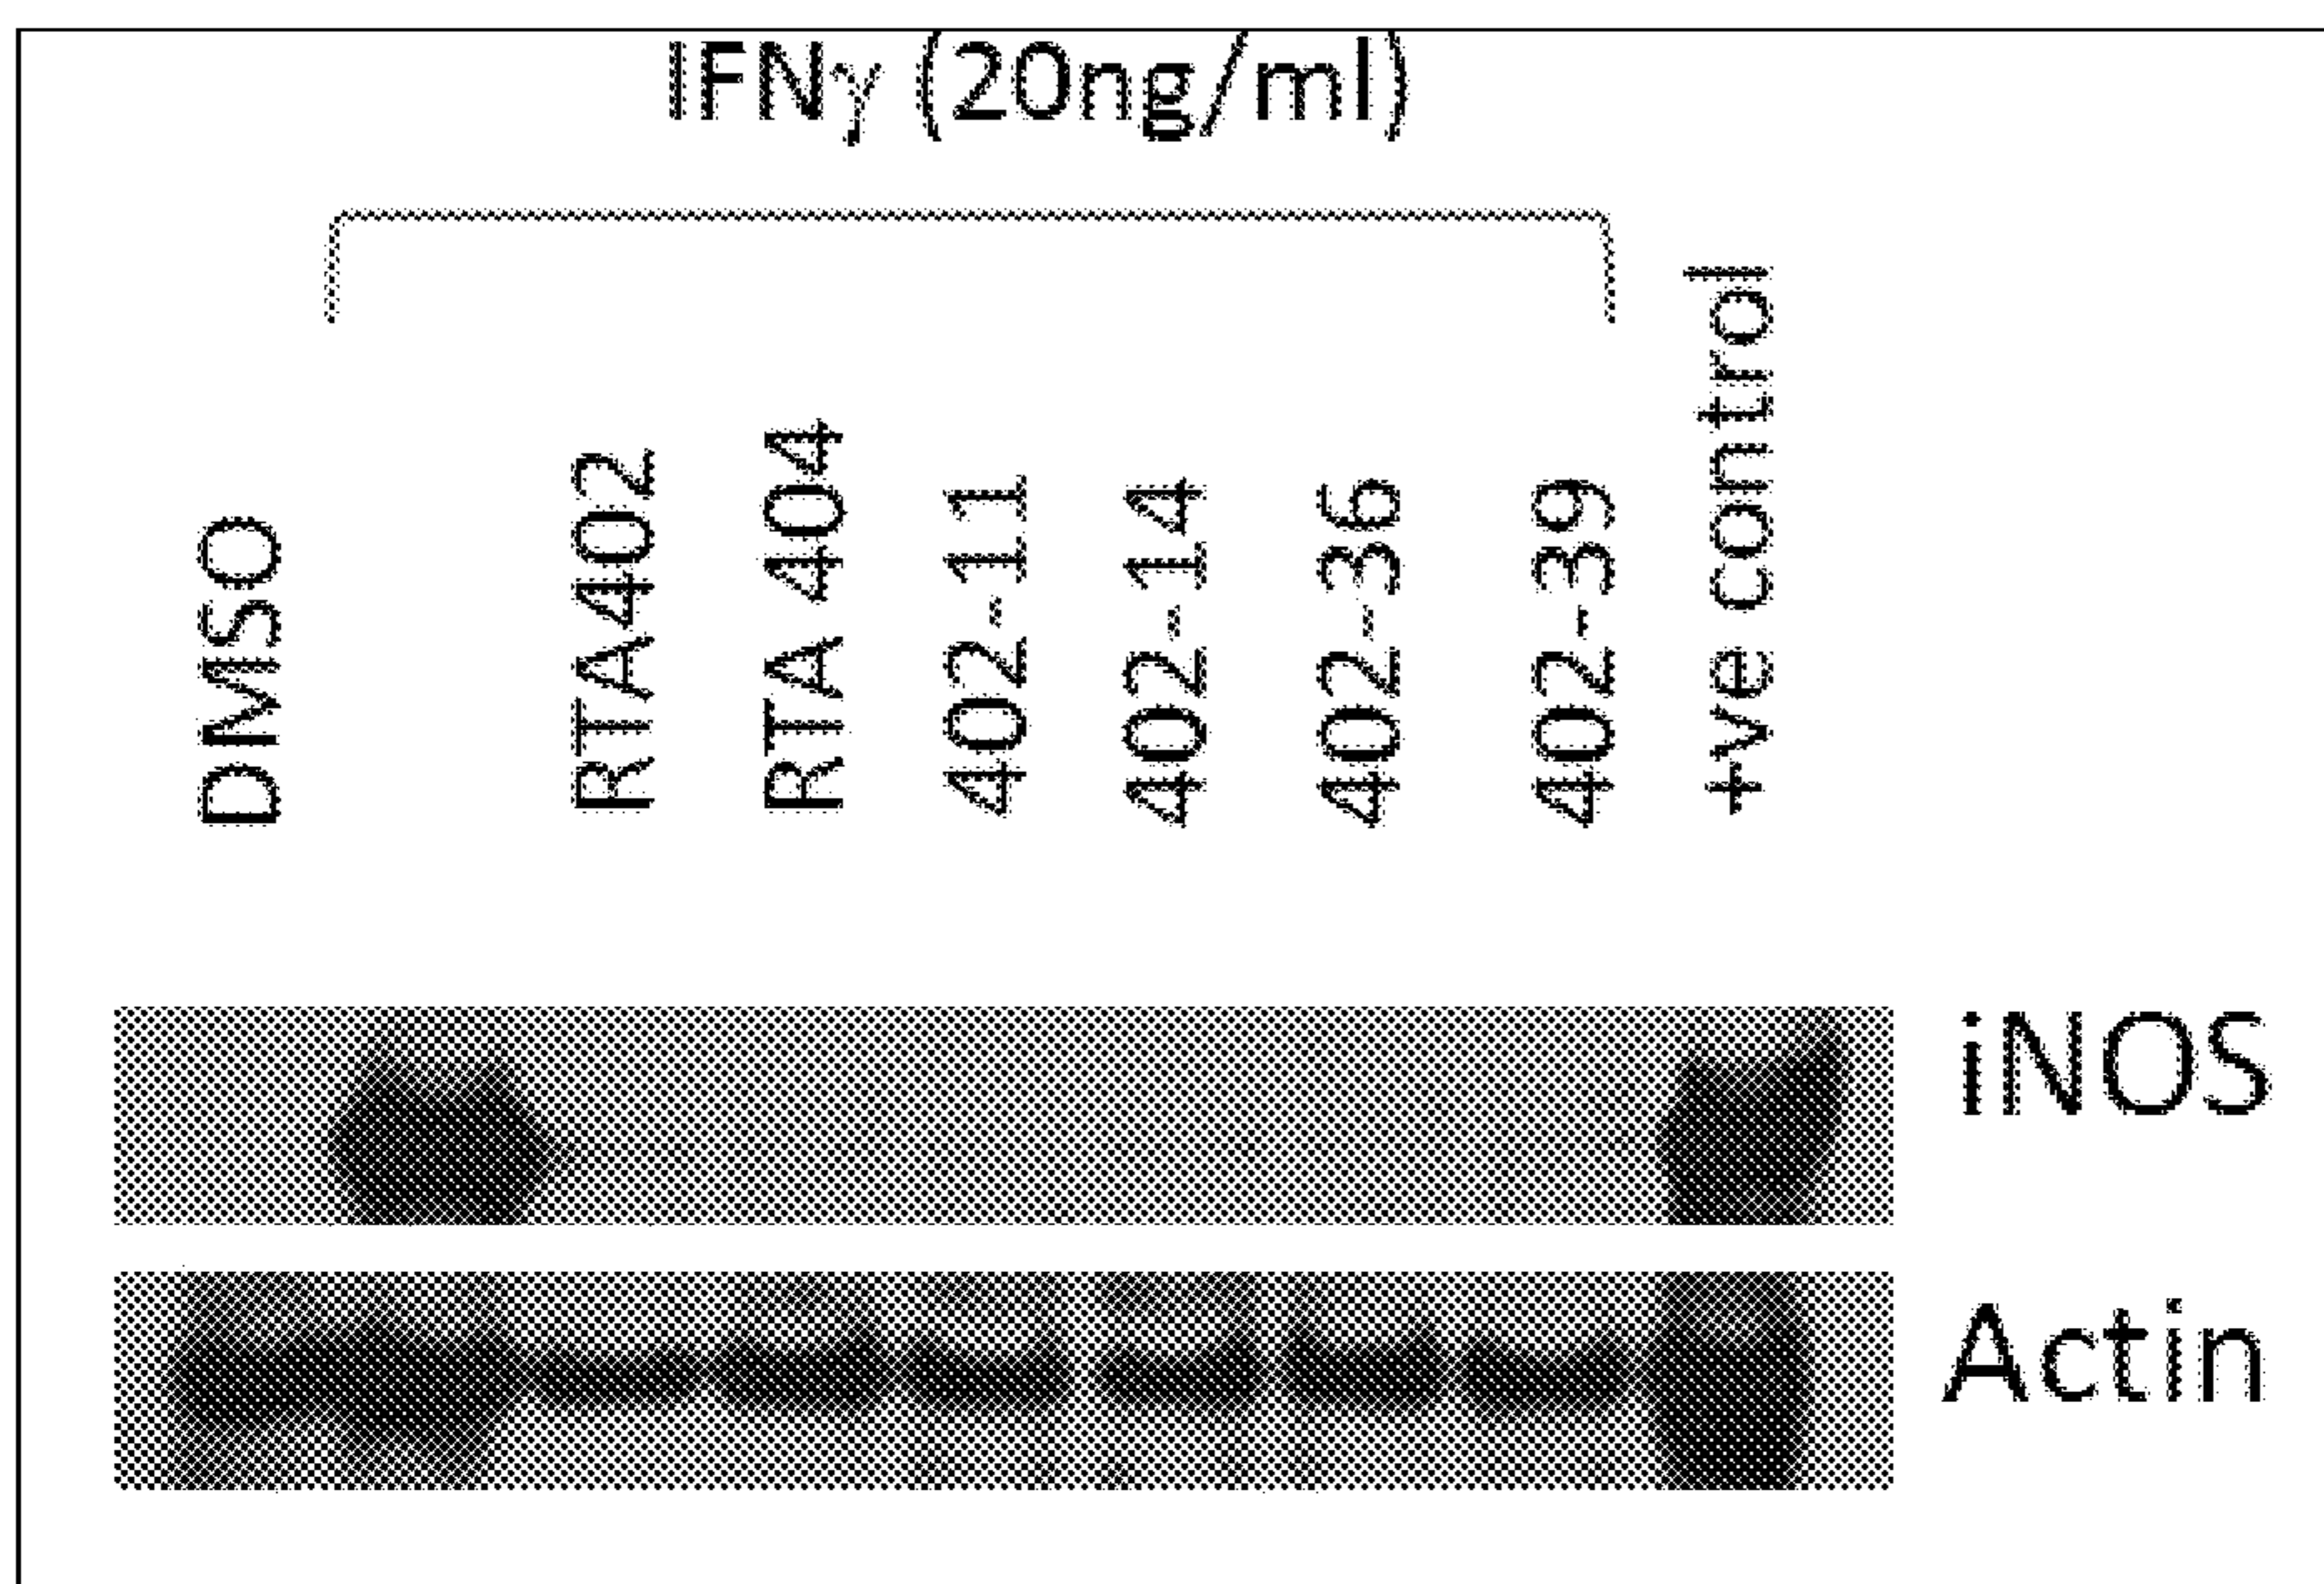 IFNγ (20ng/ml)
DMSO
RTA402
RTA 404
402-11
402-14
402-36
402-39
+ve control
iNOS
Actin